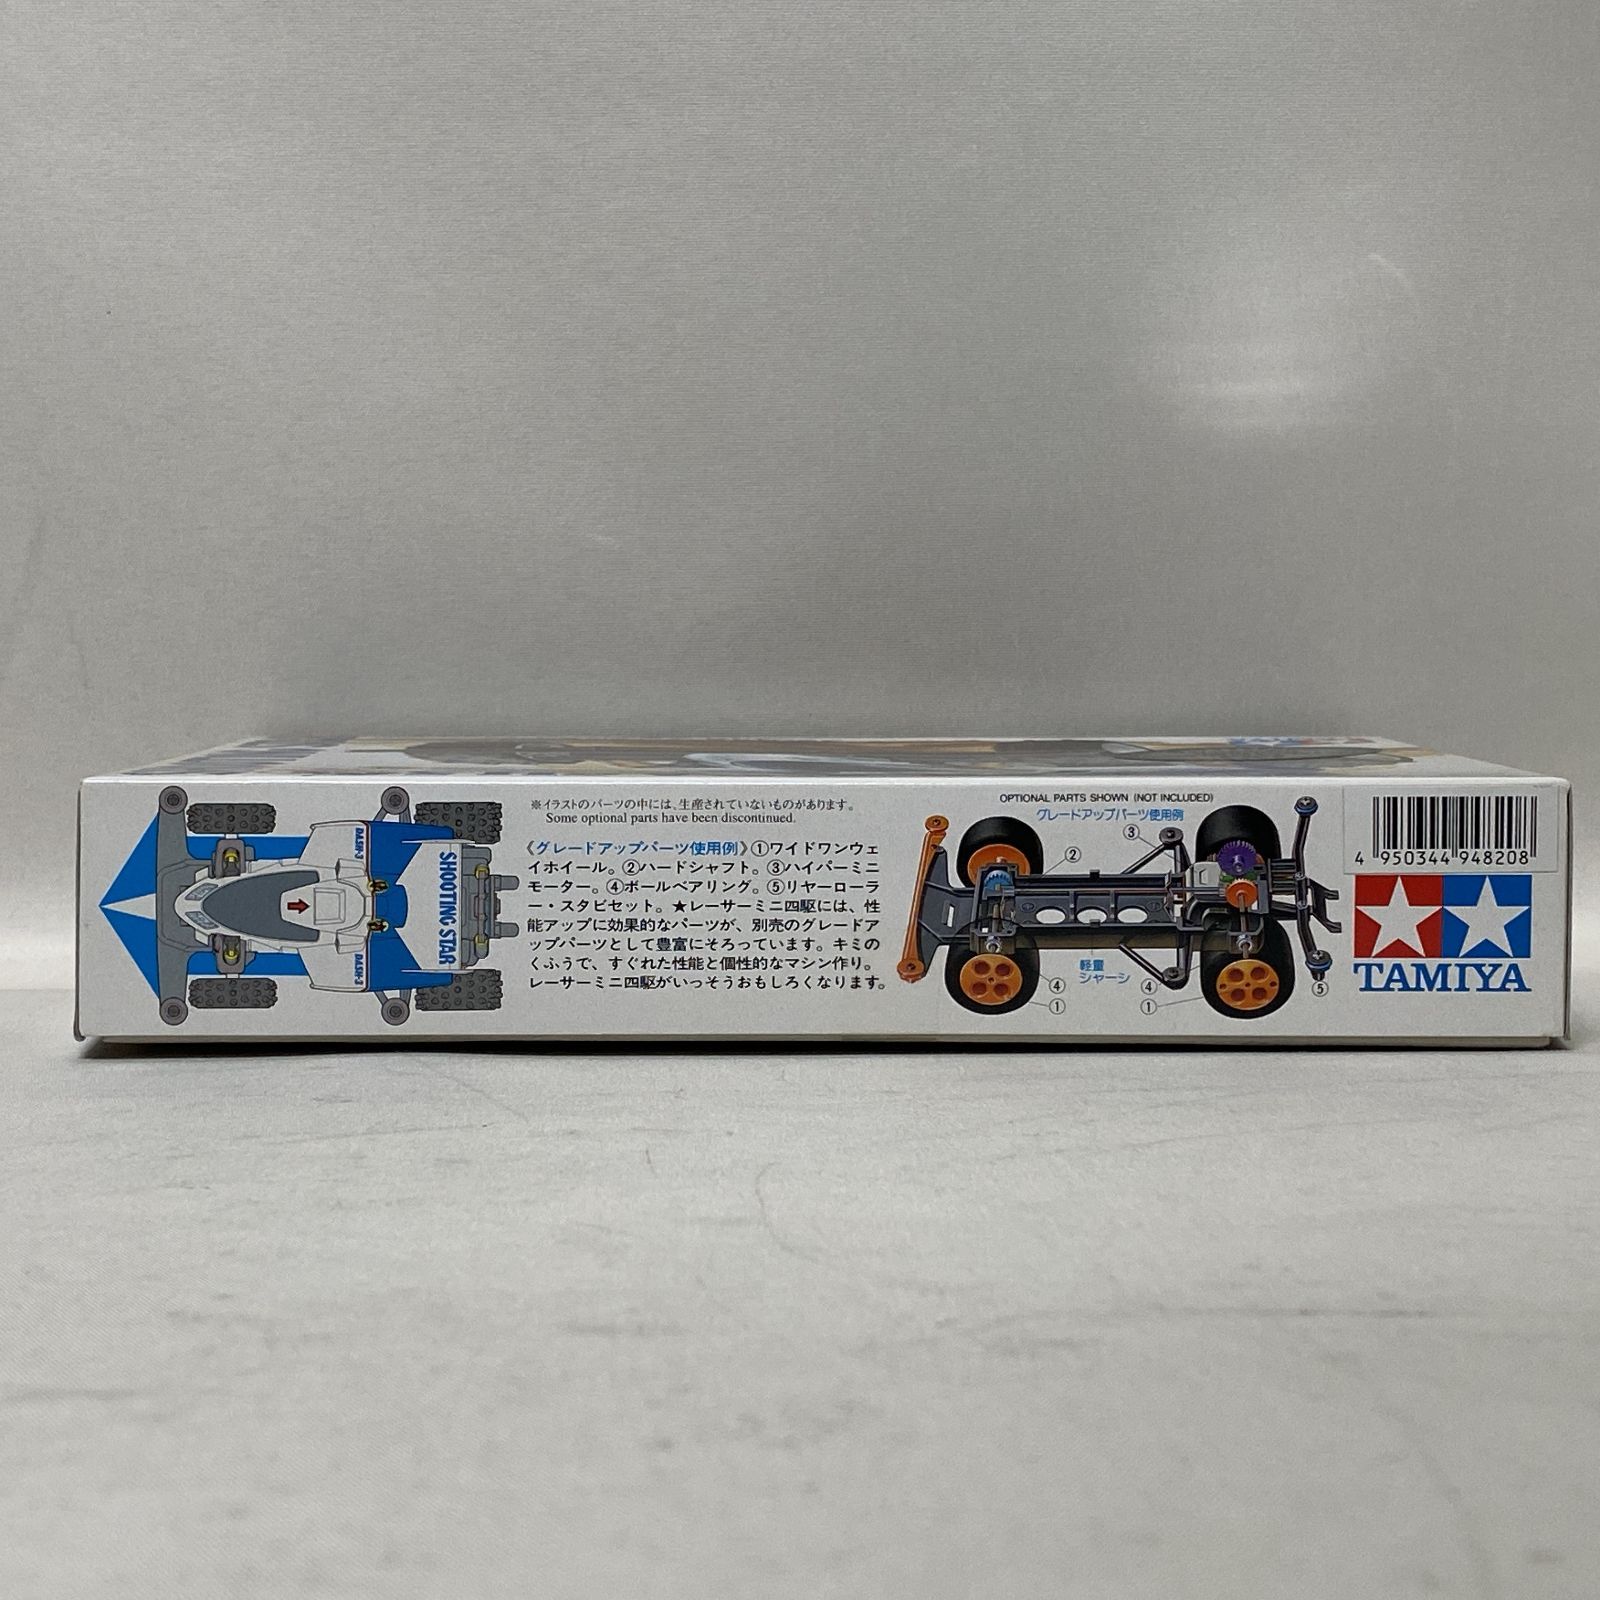 DASH-3
DASH-3
SHOOTING STAR
※イラストのパーツの中には、生産されていないものがあります。
Some optional parts have been discontinued.
《グレードアップパーツ使用例》①ワイドワンウェ
イホイール。②ハードシャフト。③ハイパーミニ
モーター。④ボールベアリング。⑤リヤーローラ
ー・スタビセット。★レーサーミニ四駆には、性
能アップに効果的なパーツが、別売のグレードア
ップパーツとして豊富にそろっています。キミの
くふうで、すぐれた性能と個性的なマシン作り。
レーサーミニ四駆がいっそうおもしろくなります。
OPTIONAL PARTS SHOWN (NOT INCLUDED)
グレードアップパーツ使用例
③
②
軽量
シャーシ
④
①
④
①
⑤
4 950344 948208
TAMIYA